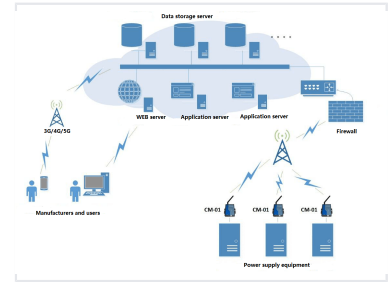 Data storage server
WEB server
Application server
Application server
3G/4G/5G
Firewall
CM-01
CM-01
CM-01
Manufacturers and users
Power supply equipment